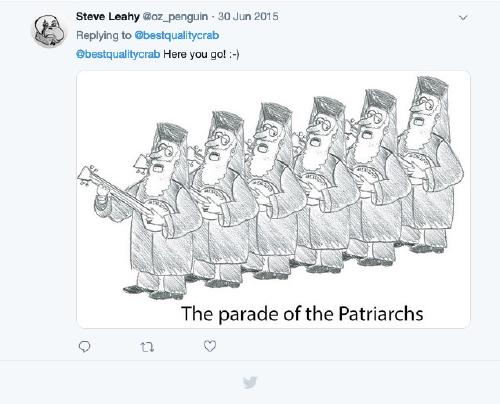 Steve Leahy @oz_penguin · 30 Jun 2015
Replying to @bestqualitycrab
@bestqualitycrab Here you go! :-)
The parade of the Patriarchs